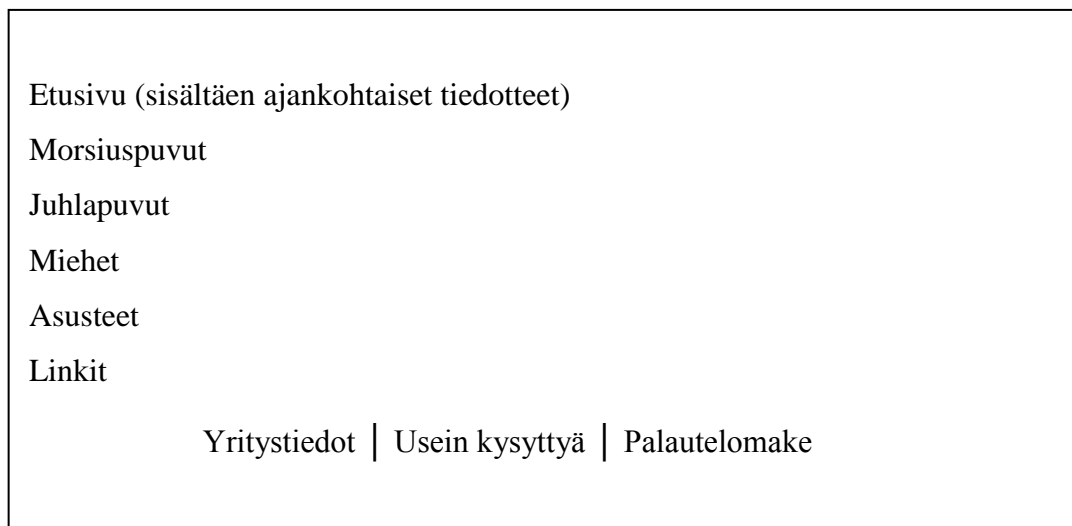 Etusivu (sisältäen ajankohtaiset tiedotteet)
Morsiuspuvut
Juhlapuvut
Miehet
Asusteet
Linkit
Yritystiedot │ Usein kysyttyä │ Palautelomake